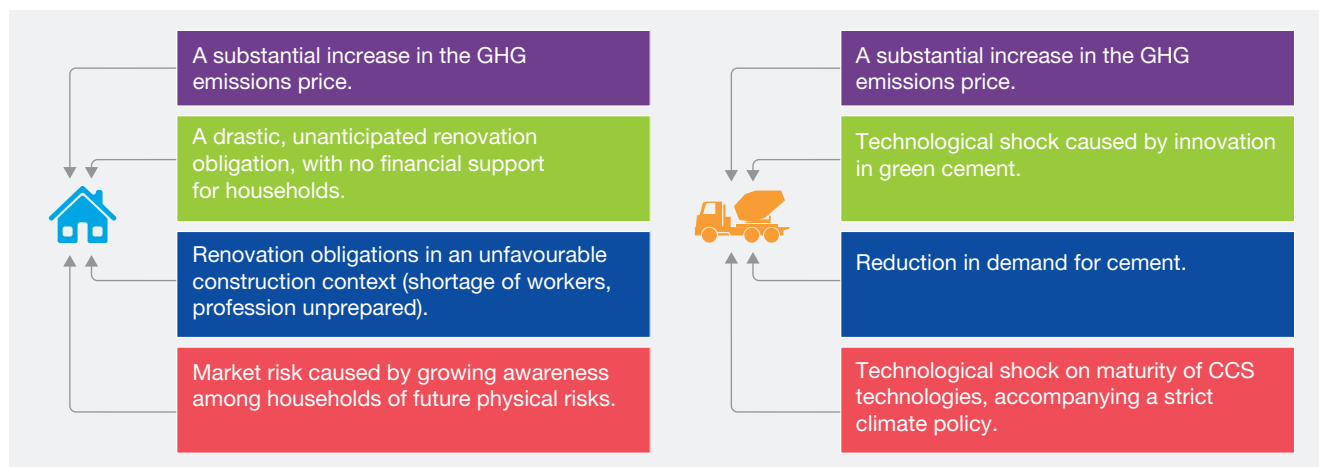 A substantial increase in the GHG
emissions price.
A drastic, unanticipated renovation
obligation, with no financial support
for households.
Renovation obligations in an unfavourable
construction context (shortage of workers,
profession unprepared).
Market risk caused by growing awareness
among households of future physical risks.
A substantial increase in the GHG
emissions price.
Technological shock caused by innovation
in green cement.
Reduction in demand for cement.
Technological shock on maturity of CCS
technologies, accompanying a strict
climate policy.